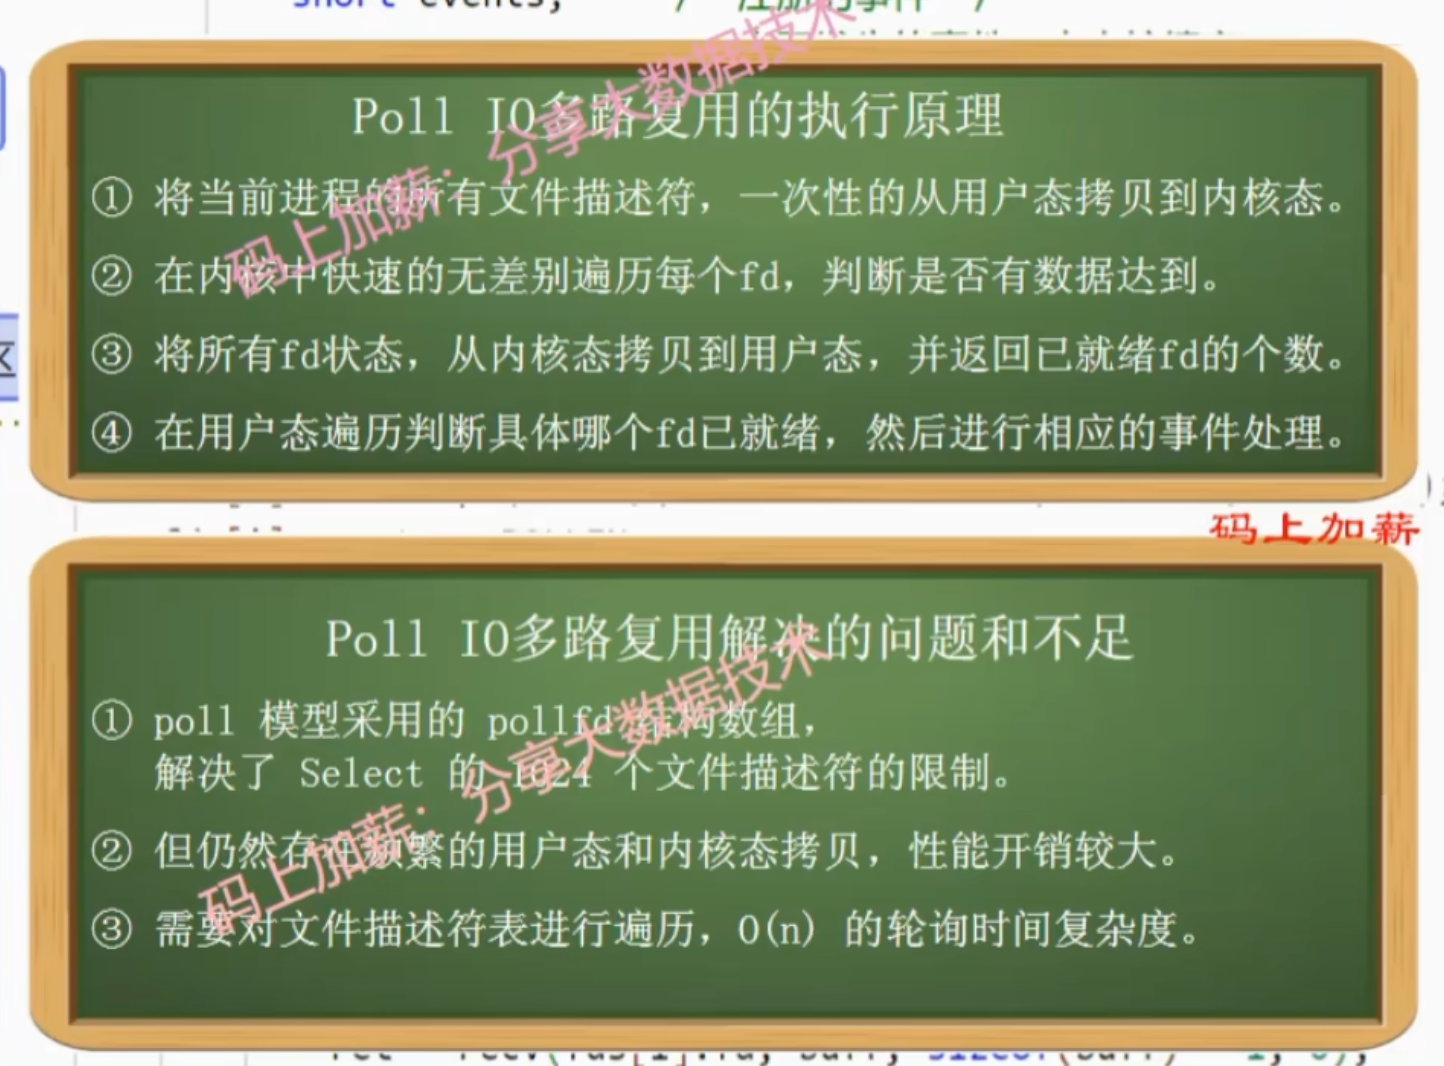 short events; /* 注册的事件 */
Poll IO多路复用的执行原理
① 将当前进程的所有文件描述符，一次性的从用户态拷贝到内核态。
② 在内核中快速的无差别遍历每个fd，判断是否有数据达到。
③ 将所有fd状态，从内核态拷贝到用户态，并返回已就绪fd的个数。
④ 在用户态遍历判断具体哪个fd已就绪，然后进行相应的事件处理。
码上加薪：分享大数据技术
区
码上加薪
Poll IO多路复用解决的问题和不足
① poll 模型采用的 pollfd 结构数组，
解决了 Select 的 1024 个文件描述符的限制。
② 但仍然存在频繁的用户态和内核态拷贝，性能开销较大。
③ 需要对文件描述符表进行遍历，O(n) 的轮询时间复杂度。
码上加薪：分享大数据技术